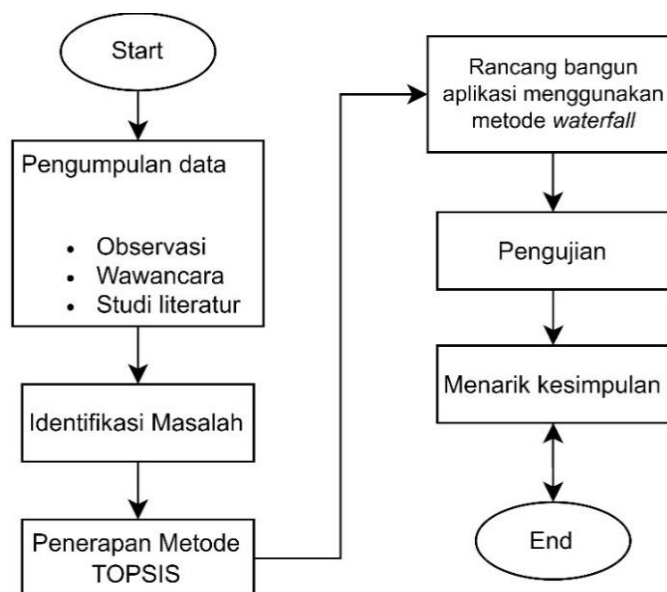 Start
Pengumpulan data
• Observasi
• Wawancara
• Studi literatur
Identifikasi Masalah
Penerapan Metode
TOPSIS
Rancang bangun
aplikasi menggunakan
metode waterfall
Pengujian
Menarik kesimpulan
End